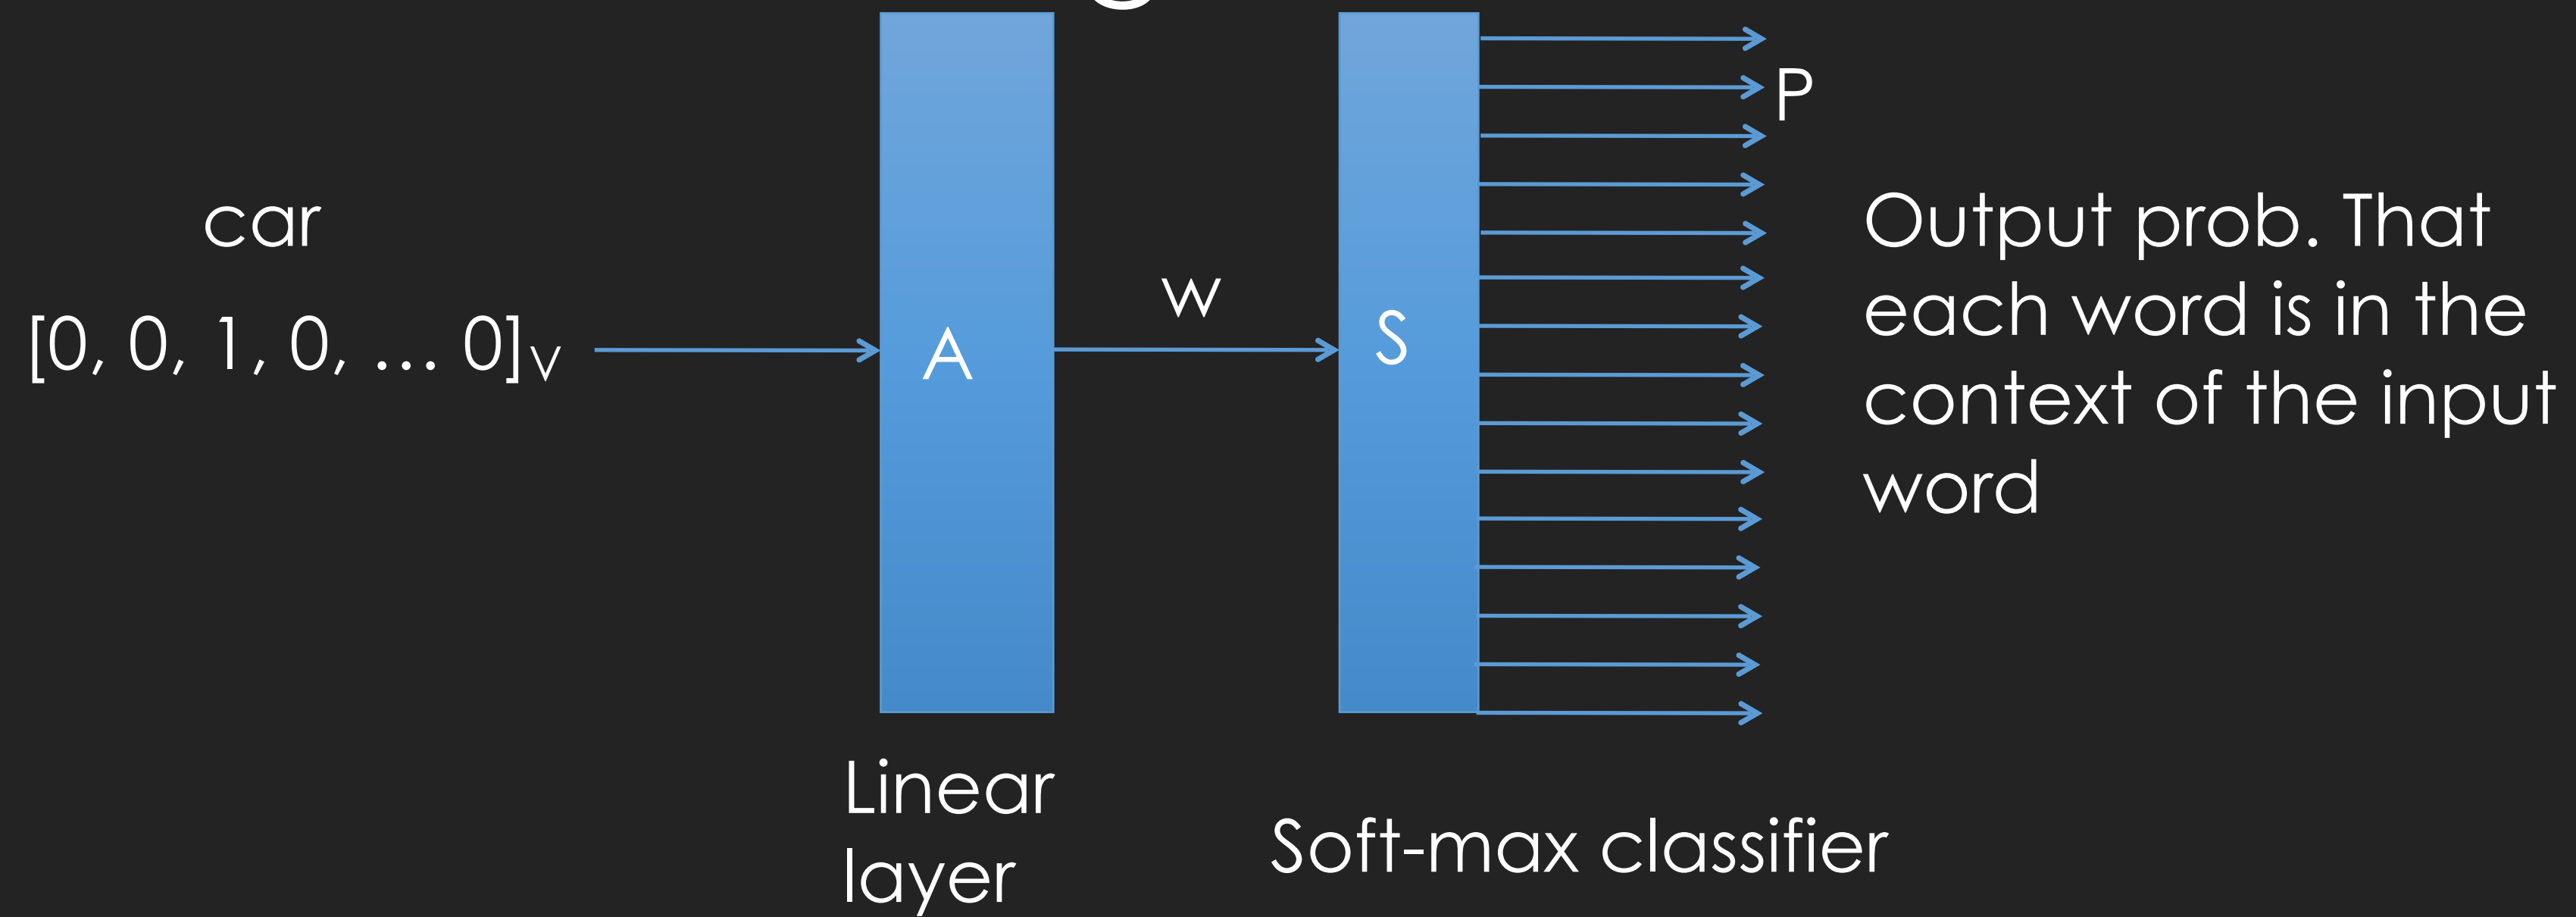 car
[0, 0, 1, 0, ... 0]V
A
w
S
P
Output prob. That
each word is in the
context of the input
word
Linear
layer
Soft-max classifier